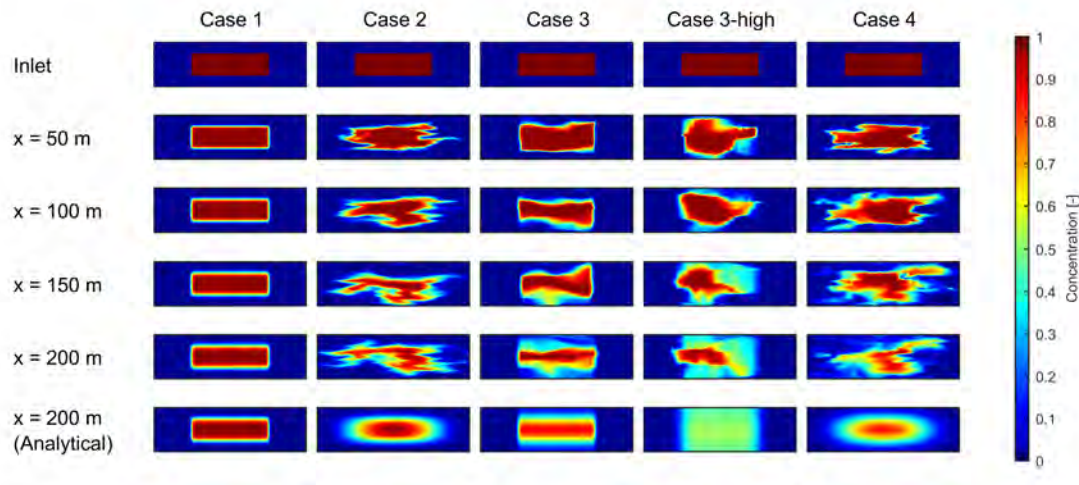 Case 1 Case 2 Case 3 Case 3-high Case 4
Inlet
x = 50 m
x = 100 m
x = 150 m
x = 200 m
x = 200 m
(Analytical)
1
0.9
0.8
0.7
0.6
0.5
0.4
0.3
0.2
0.1
0
Concentration [-]